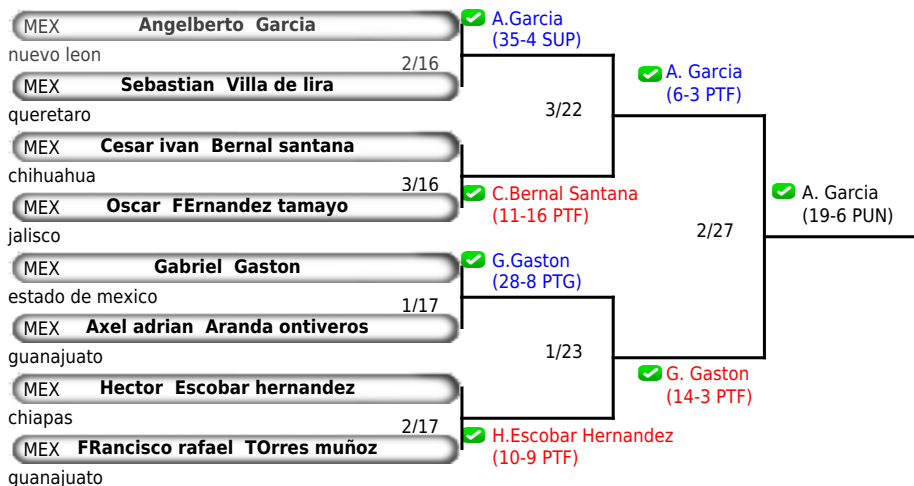 MEX Angelberto Garcia
nuevo leon
2/16
MEX Sebastian Villa de lira
queretaro
MEX Cesar ivan Bernal santana
chihuahua
3/16
MEX Oscar FErnandez tamayo
jalisco
MEX Gabriel Gaston
estado de mexico
1/17
MEX Axel adrian Aranda ontiveros
guanajuato
MEX Hector Escobar hernandez
chiapas
2/17
MEX FRancisco rafael TOrres muñoz
guanajuato
A.Garcia
(35-4 SUP)
3/22
C.Bernal Santana
(11-16 PTF)
G.Gaston
(28-8 PTG)
1/23
H.Escobar Hernandez
(10-9 PTF)
A. Garcia
(6-3 PTF)
2/27
G. Gaston
(14-3 PTF)
A. Garcia
(19-6 PUN)